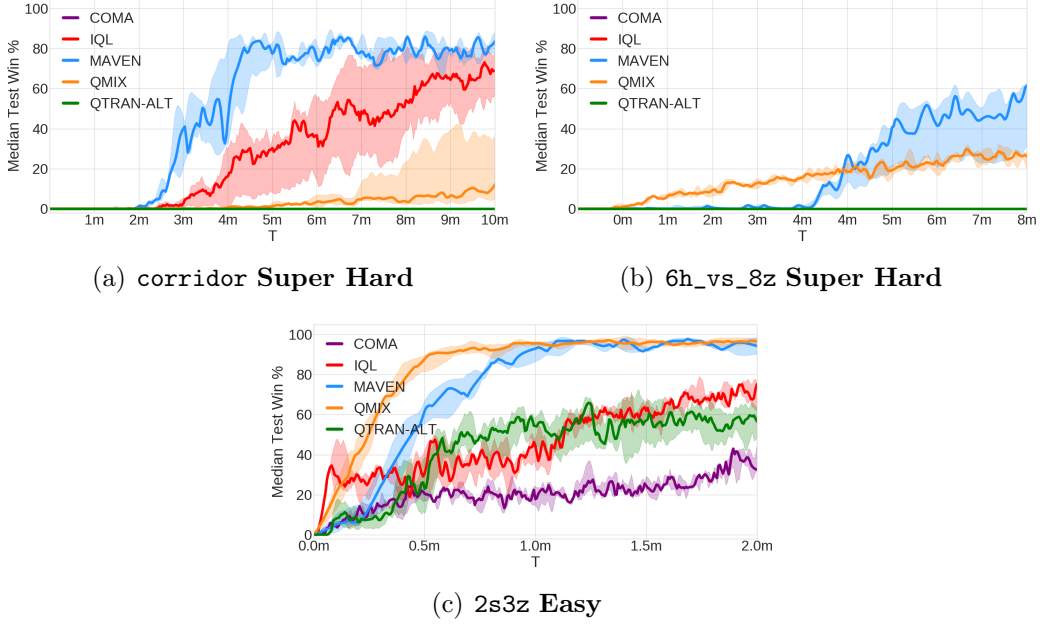 100
80
60
40
20
0
Median Test Win %
COMA
IQL
MAVEN
QMIX
QTRAN-ALT
1m 2m 3m 4m 5m 6m 7m 8m 9m 10m
T
(a) corridor Super Hard
100
80
60
40
20
0
Median Test Win %
COMA
IQL
MAVEN
QMIX
QTRAN-ALT
0m 1m 2m 3m 4m 4m 5m 6m 7m 8m
T
(b) 6h_vs_8z Super Hard
100
80
60
40
20
0
Median Test Win %
COMA
IQL
MAVEN
QMIX
QTRAN-ALT
0.0m 0.5m 1.0m 1.5m 2.0m
T
(c) 2s3z Easy